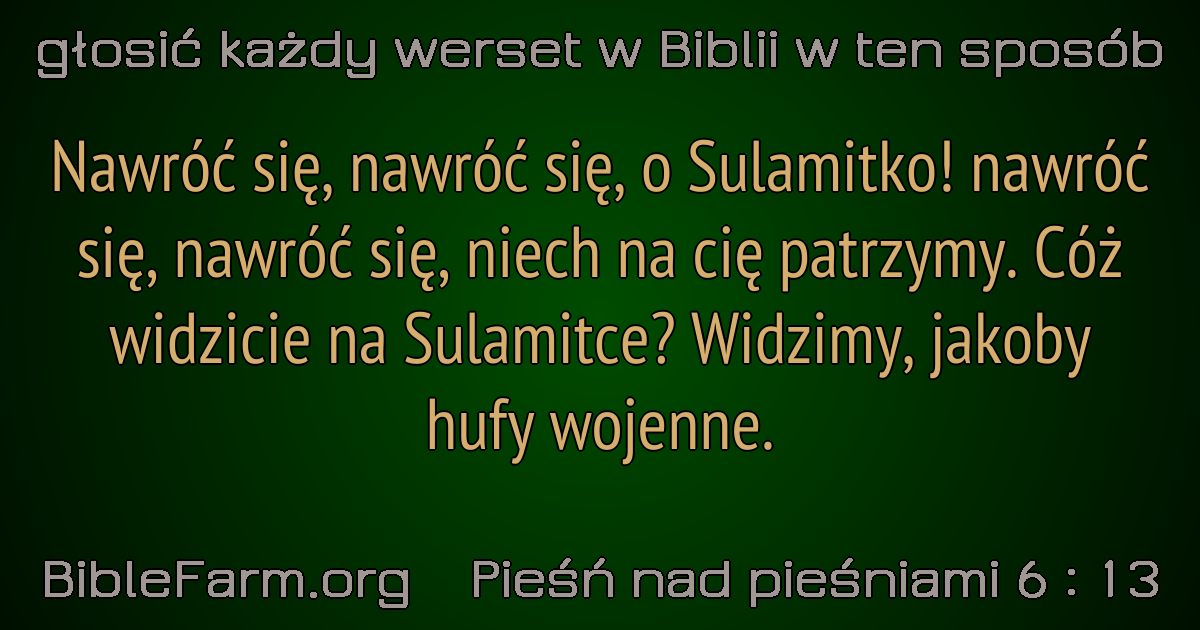 głosić każdy werset w Biblii w ten sposób
Nawróć się, nawróć się, o Sulamitko! nawróć
się, nawróć się, niech na cię patrzymy. Cóż
widzicie na Sulamitce? Widzimy, jakoby
hufy wojenne.
BibleFarm.org Pieśń nad pieśniami 6 : 13